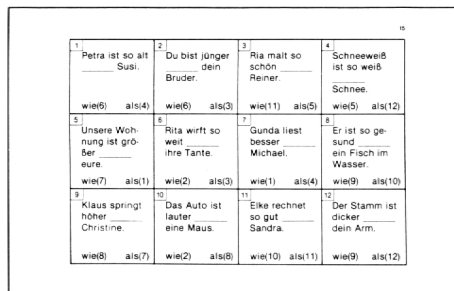 15
1
Petra ist so alt
______ Susi.
wie(6) als(4)
2
Du bist jünger
______ dein
Bruder.
wie(6) als(3)
3
Ria malt so
schön ______
Reiner.
wie(11) als(5)
4
Schneeweiß
ist so weiß
______
Schnee.
wie(5) als(12)
5
Unsere Woh-
nung ist grö-
ßer ______
eure.
wie(7) als(1)
6
Rita wirft so
weit ______
ihre Tante.
wie(2) als(3)
7
Gunda liest
besser ______
Michael.
wie(1) als(4)
8
Er ist so ge-
sund ______
ein Fisch im
Wasser.
wie(9) als(10)
9
Klaus springt
höher ______
Christine.
wie(8) als(7)
10
Das Auto ist
lauter ______
eine Maus.
wie(2) als(8)
11
Elke rechnet
so gut ______
Sandra.
wie(10) als(11)
12
Der Stamm ist
dicker ______
dein Arm.
wie(9) als(12)